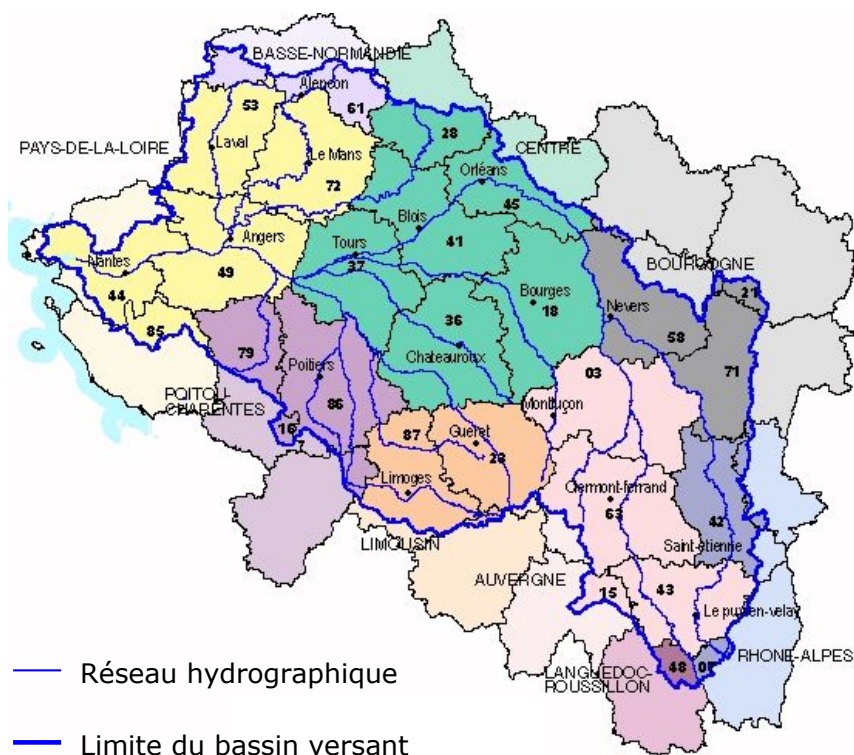 BASSE-NORMANDIE
Alençon
53
61
28
PAYS-DE-LA-LOIRE
Laval
Le Mans
CENTRE
72
Orléans
45
Blois
Angers
Tours
41
BOURGOGNE
Nantes
49
37
Bourges
Nevers
21
44
18
36
85
58
79
Chateauroux
Poitiers
71
03
POITOU-
CHARENTES
86
Montluçon
16
87
Guéret
23
Limoges
Clermont-ferrand
63
42
LIMOUSIN
Saint-étienne
AUVERGNE
15
43
Le puy-en-velay
48
RHONE-ALPES
LANGUEDOC-
ROUSSILLON
Réseau hydrographique
Limite du bassin versant